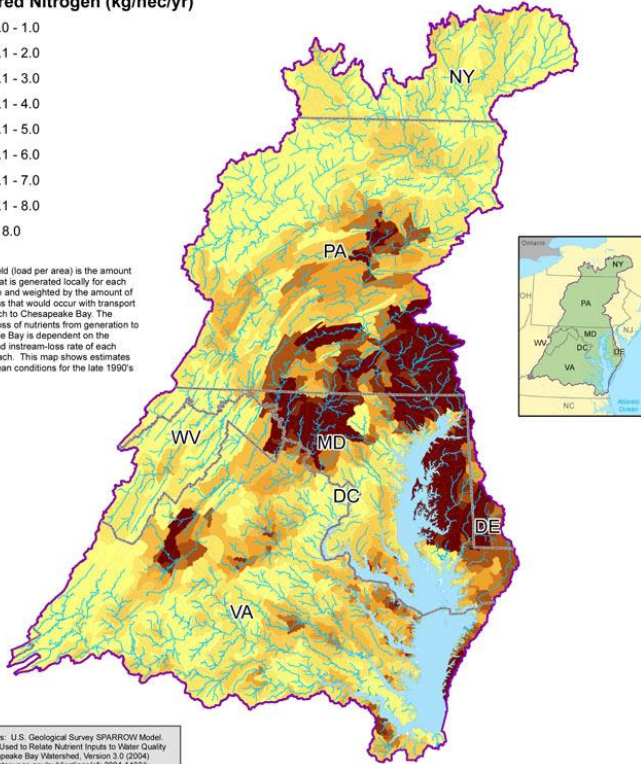 red Nitrogen (kg/hec/yr)
.0 - 1.0
.1 - 2.0
.1 - 3.0
.1 - 4.0
.1 - 5.0
.1 - 6.0
.1 - 7.0
.1 - 8.0
8.0
eld (load per area) is the amount
at is generated locally for each
n and weighted by the amount of
ss that would occur with transport
ch to Chesapeake Bay. The
oss of nutrients from generation to
e Bay is dependent on the
nd instream-loss rate of each
ach. This map shows estimates
ean conditions for the late 1990's
NY
PA
WV
MD
DC
DE
VA
Ontario
NY
OH
PA
NJ
MD
WV
DC
DE
VA
NC
Atlantic
Ocean
s: U.S. Geological Survey SPARROW Model.
Used to Relate Nutrient Inputs to Water Quality
apeake Bay Watershed, Version 3.0 (2004)